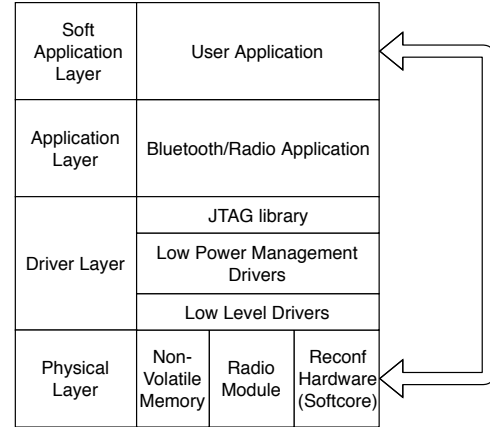 Soft
Application
Layer
User Application
Application
Layer
Bluetooth/Radio Application
Driver Layer
JTAG library
Low Power Management
Drivers
Low Level Drivers
Physical
Layer
Non-
Volatile
Memory
Radio
Module
Reconf
Hardware
(Softcore)